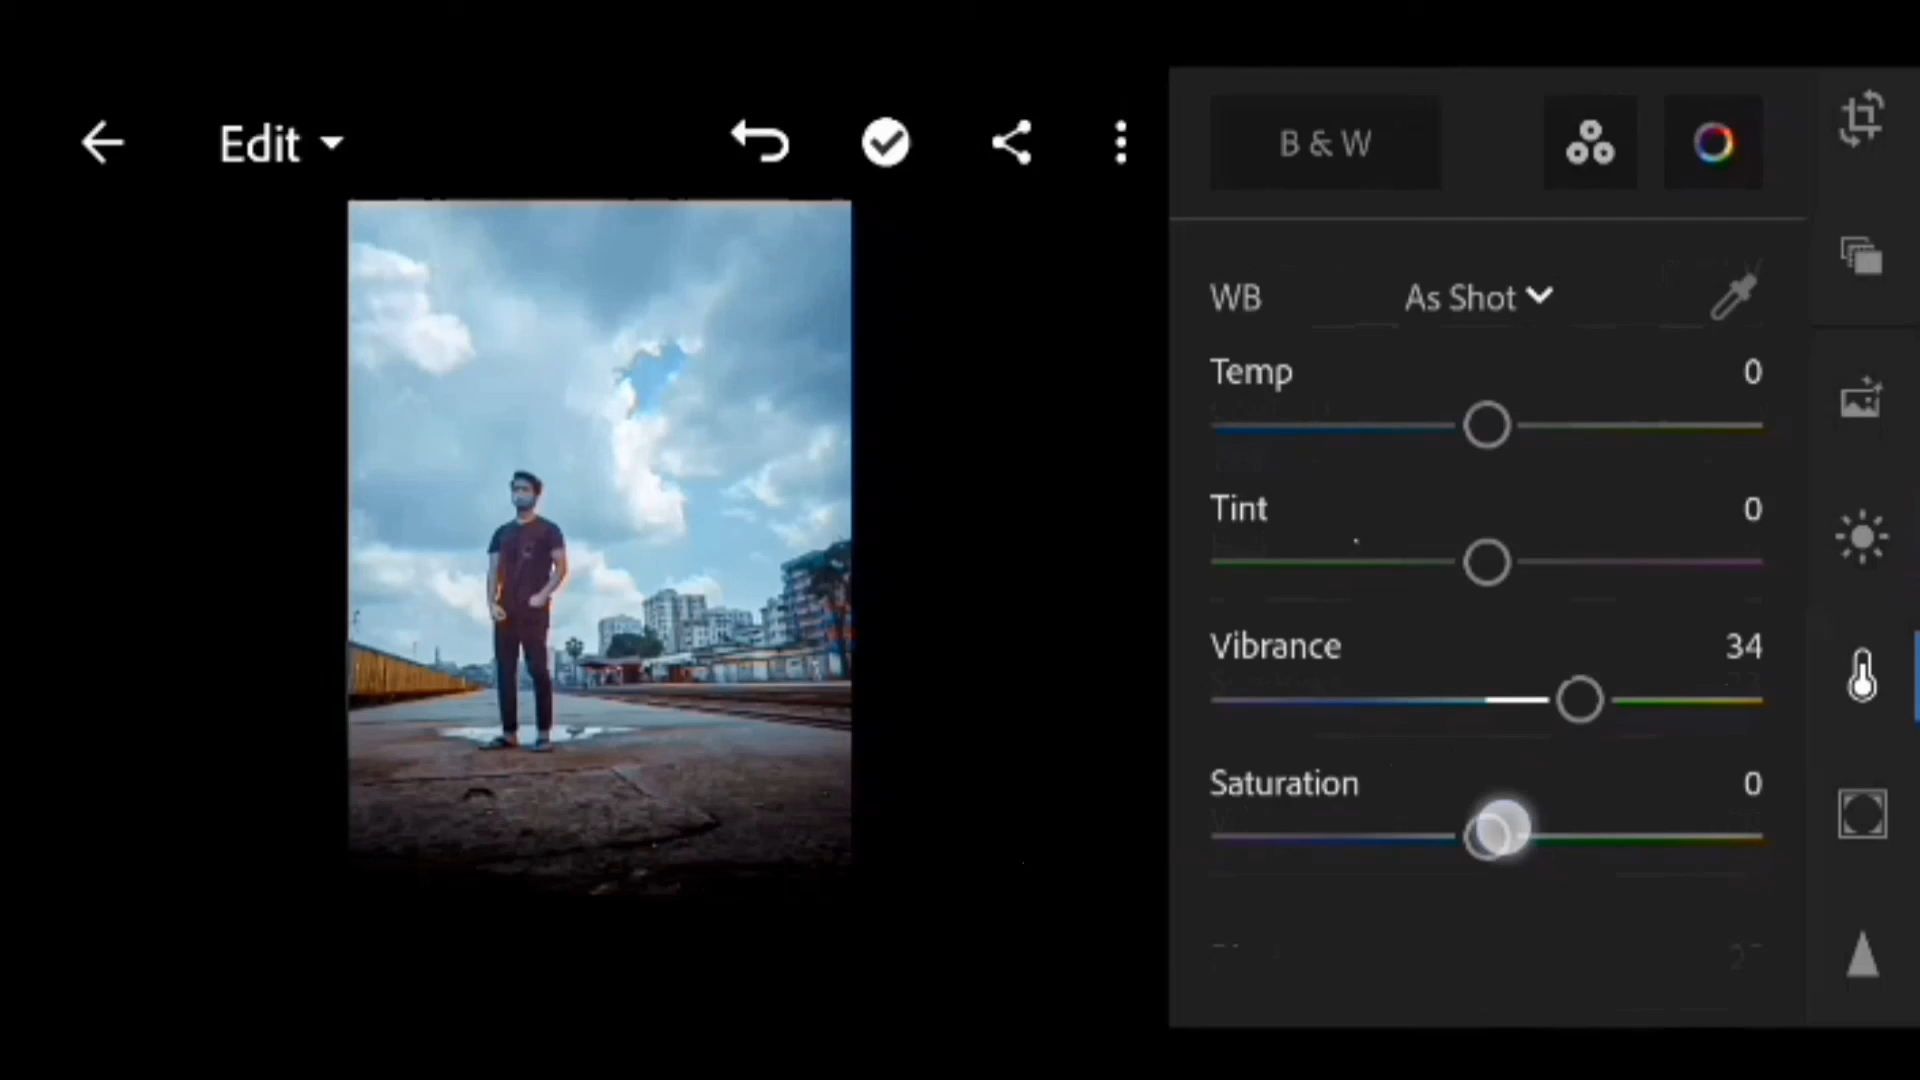 Edit
B & W
WB As Shot
Temp 0
Tint 0
Vibrance 34
Saturation 0